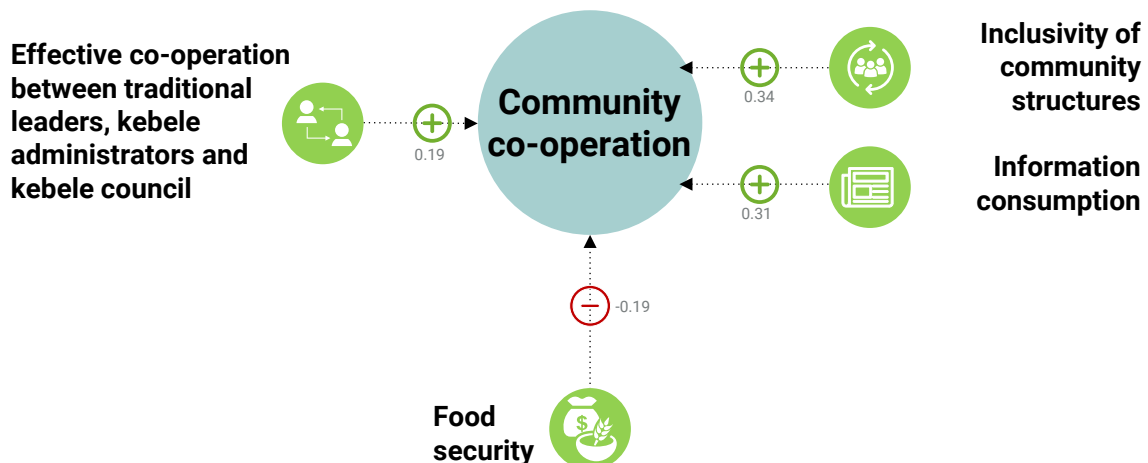 Effective co-operation
between traditional
leaders, kebele
administrators and
kebele council
0.19
Community
co-operation
0.34
Inclusivity of
community
structures
0.31
Information
consumption
-0.19
Food
security
$